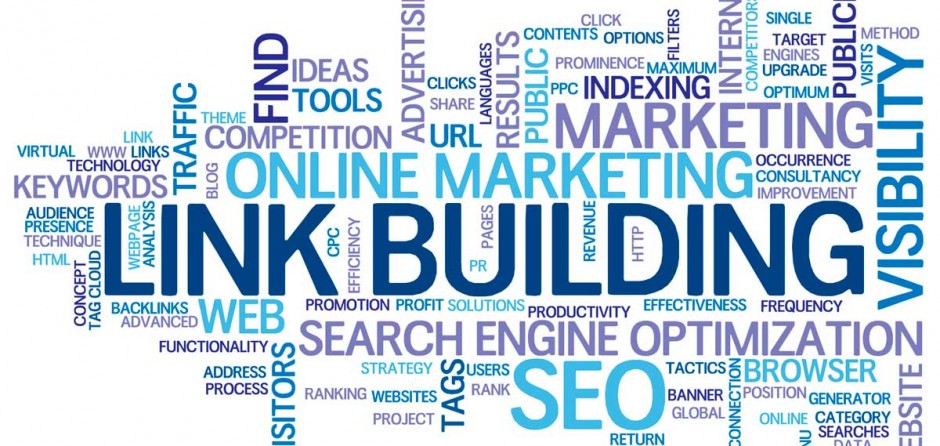 CLICK
CONTENTS OPTIONS
FILTERS
COMPETITORS
SINGLE
TARGET
ENGINES
UPGRADE
OPTIMUM
PUBLIC
METHOD
VISITS
FIND
IDEAS
TOOLS
CLICKS
SHARE
LANGUAGES
RESULTS
PUBLIC
PROMINENCE
MAXIMUM
PPC
INDEXING
INTERN
ADVERTISI
TRAFFIC
THEME
COMPETITION
URL
MARKETING
VISIBILITY
LINK
VIRTUAL
WWW LINKS
TECHNOLOGY
KEYWORDS
BLOG
ONLINE MARKETING
OCCURRENCE
CONSULTANCY
IMPROVEMENT
AUDIENCE
PRESENCE
TECHNIQUE
HTML
WEBPAGE
ANALYSIS
LINK BUILDING
CPC
EFFICIENCY
PAGES
PR
REVENUE
HTTP
CONCEPT
TAG CLOUD
BACKLINKS
ADVANCED
WEB
PROMOTION PROFIT SOLUTIONS
PRODUCTIVITY
EFFECTIVENESS
FREQUENCY
FUNCTIONALITY
SEARCH ENGINE OPTIMIZATION
ADDRESS
PROCESS
ISITORS
STRATEGY
RANKING WEBSITES
PROJECT
TAGS
USERS
RANK
SEO
RETURN
TACTICS
BANNER
GLOBAL
CONNECTION
BROWSER
POSITION
GENERATOR
ONLINE
CATEGORY
SEARCHES
DATA
NU
EBSITE